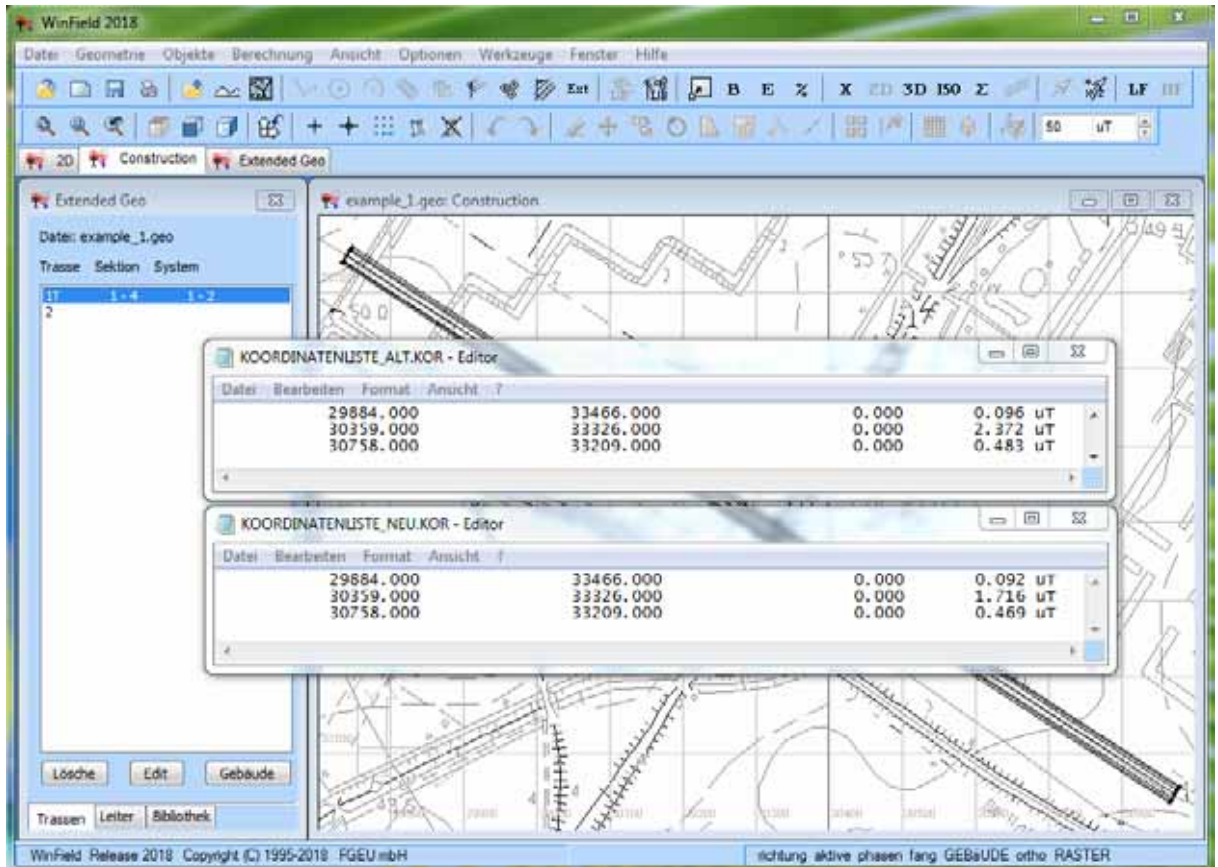 WinField 2018
Datei Geometrie Objekte Berechnung Ansicht Optionen Werkzeuge Fenster Hilfe
Ext B E % X 2D 3D ISO Σ LF HF
50 uT
2D Construction Extended Geo
Extended Geo
example_1.geo: Construction
Datei: example_1.geo
Trasse Sektion System
1T 1 - 4 1 - 2
2
KOORDINATENLISTE_ALT.KOR - Editor
Datei Bearbeiten Format Ansicht ?
29884.000 33466.000 0.000 0.096 uT
30359.000 33326.000 0.000 2.372 uT
30758.000 33209.000 0.000 0.483 uT
KOORDINATENLISTE_NEU.KOR - Editor
Datei Bearbeiten Format Ansicht ?
29884.000 33466.000 0.000 0.092 uT
30359.000 33326.000 0.000 1.716 uT
30758.000 33209.000 0.000 0.469 uT
Lösche Edit Gebäude
Trassen Leiter Bibliothek
WinField Release 2018 Copyright (C) 1995-2018 FGEU mbH
richtung aktive phasen fang GEBäUDE ortho RASTER